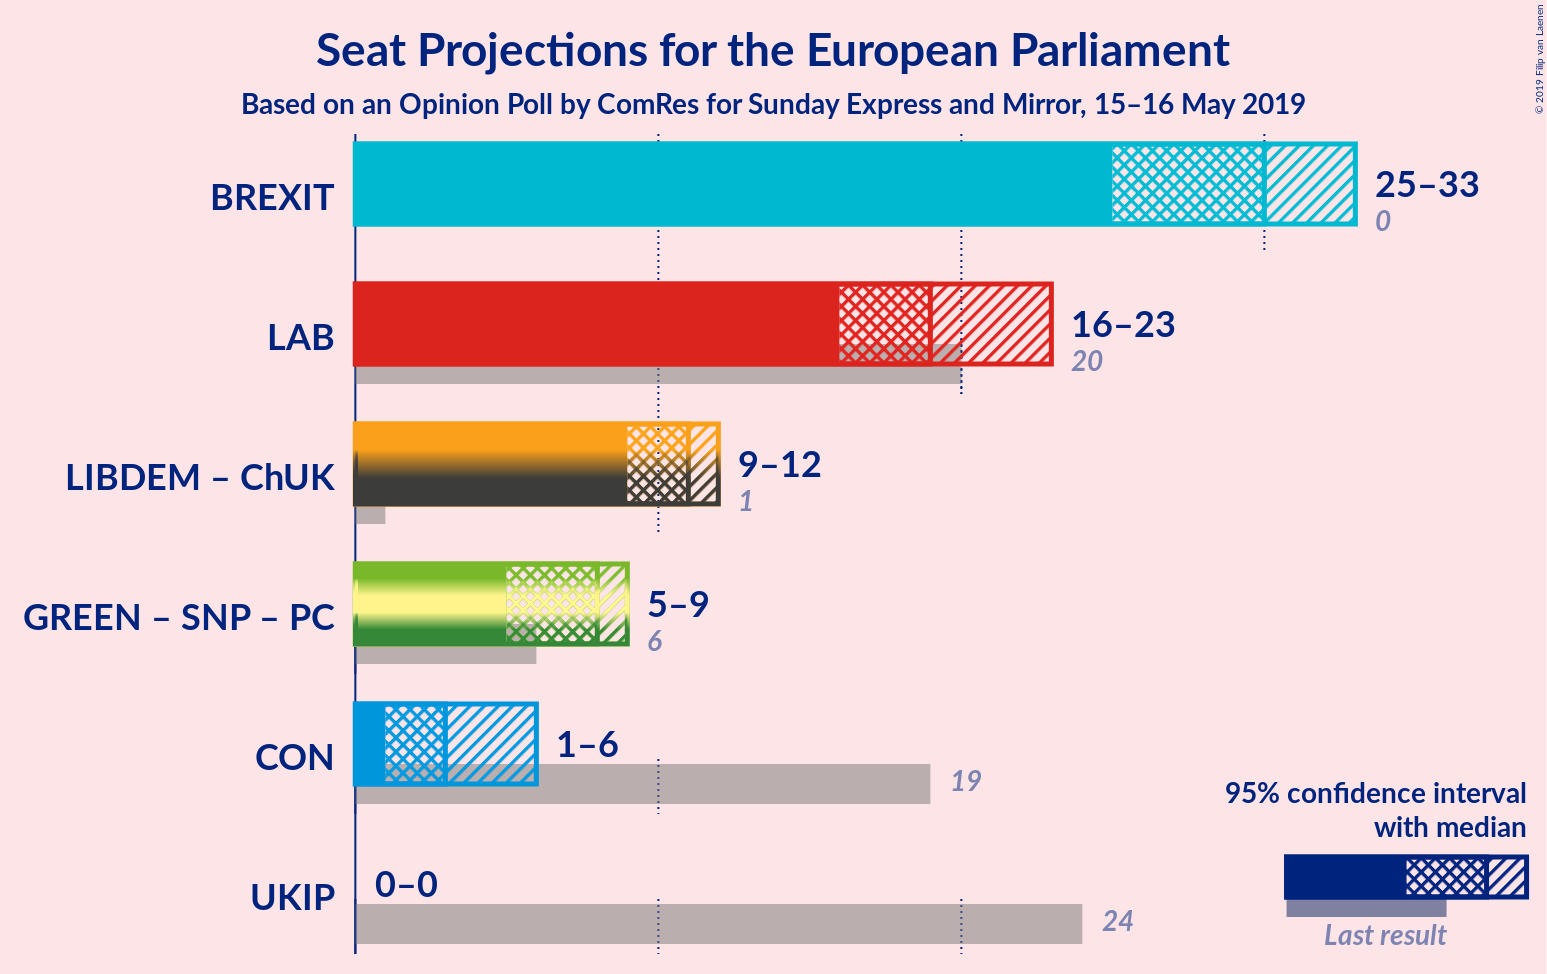 Seat Projections for the European Parliament
Based on an Opinion Poll by ComRes for Sunday Express and Mirror, 15–16 May 2019
© 2019 Filip van Laenen
BREXIT
25–33
0
LAB
16–23
20
LIBDEM – ChUK
9–12
1
GREEN – SNP – PC
5–9
6
CON
1–6
19
UKIP
0–0
24
95% confidence interval
with median
Last result